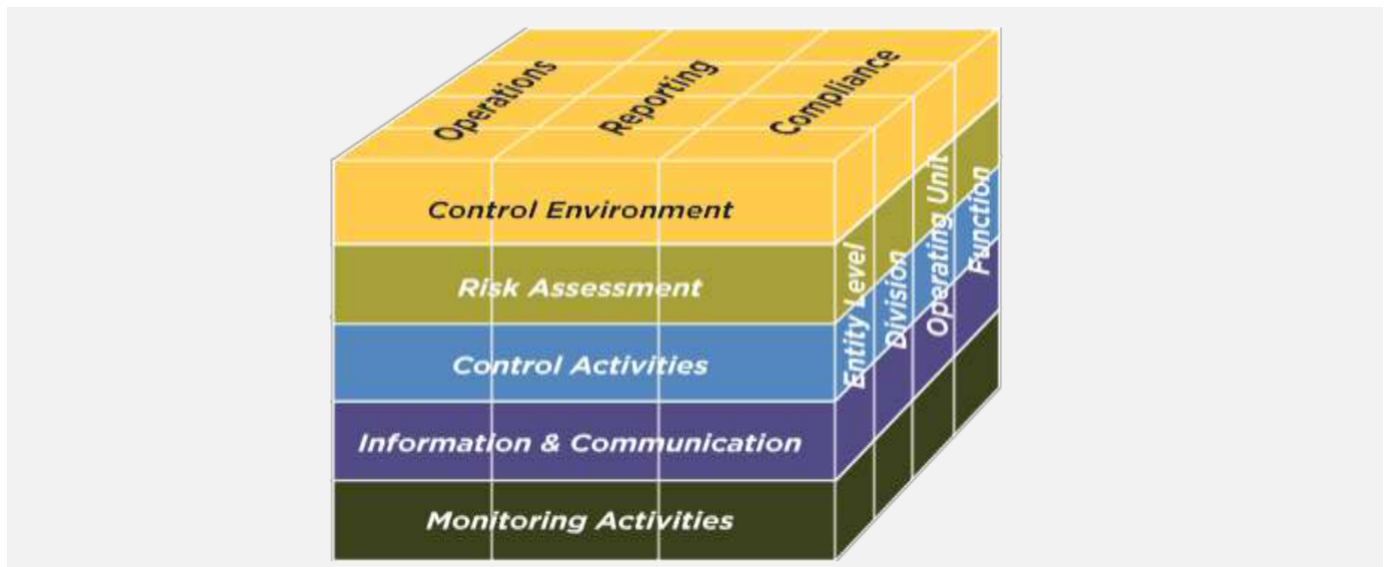 Operations
Reporting
Compliance
Control Environment
Risk Assessment
Control Activities
Information & Communication
Monitoring Activities
Entity Level
Division
Operating Unit
Function